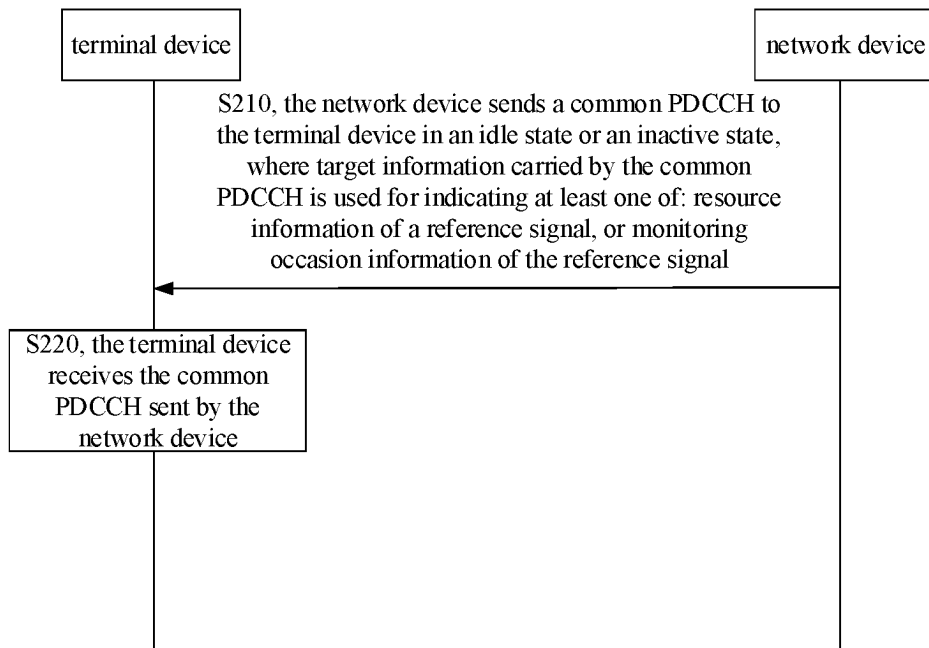 terminal device
network device
S210, the network device sends a common PDCCH to
the terminal device in an idle state or an inactive state,
where target information carried by the common
PDCCH is used for indicating at least one of: resource
information of a reference signal, or monitoring
occasion information of the reference signal
S220, the terminal device
receives the common
PDCCH sent by the
network device